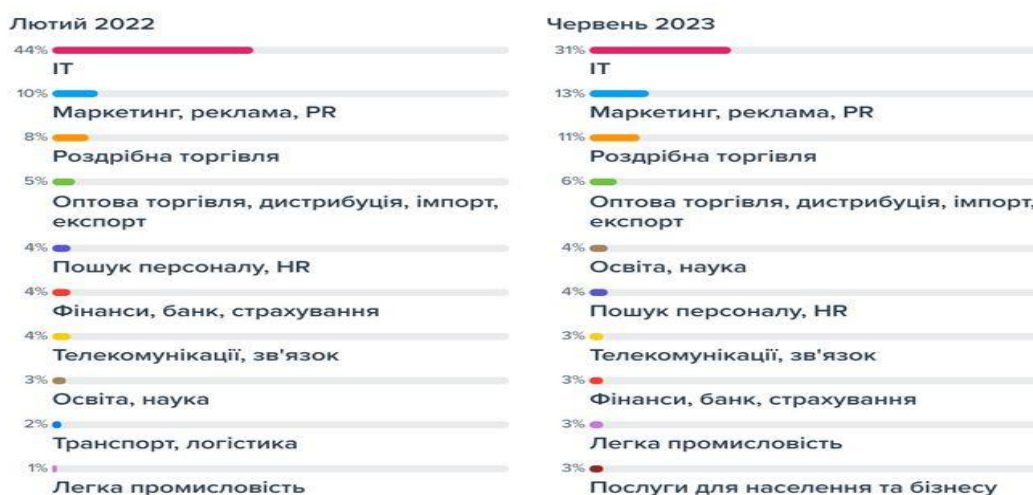 Лютий 2022
44%
IT
10%
Маркетинг, реклама, PR
8%
Роздрібна торгівля
5%
Оптова торгівля, дистрибуція, імпорт,
експорт
4%
Пошук персоналу, HR
4%
Фінанси, банк, страхування
4%
Телекомунікації, зв'язок
3%
Освіта, наука
2%
Транспорт, логістика
1%
Легка промисловість
Червень 2023
31%
IT
13%
Маркетинг, реклама, PR
11%
Роздрібна торгівля
6%
Оптова торгівля, дистрибуція, імпорт,
експорт
4%
Освіта, наука
4%
Пошук персоналу, HR
3%
Телекомунікації, зв'язок
3%
Фінанси, банк, страхування
3%
Легка промисловість
3%
Послуги для населення та бізнесу